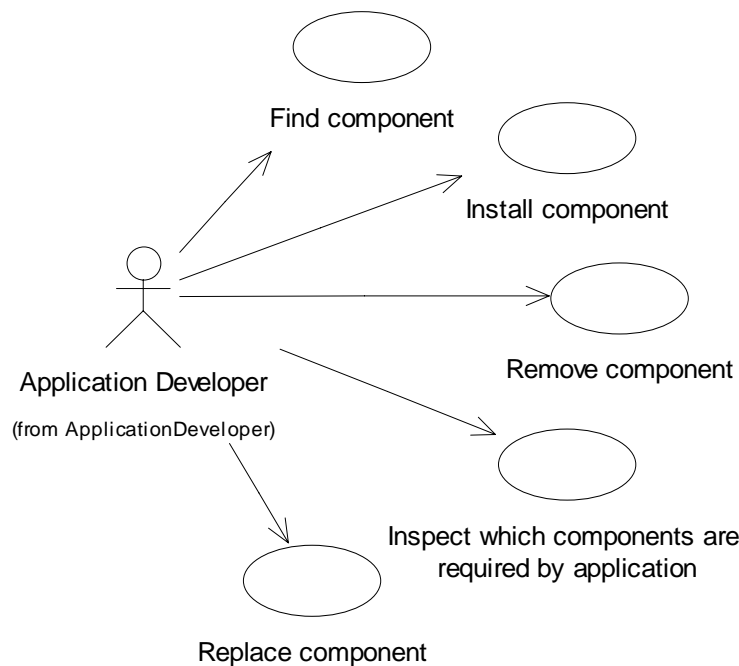 Find component
Install component
Remove component
Application Developer
(from ApplicationDeveloper)
Inspect which components are
required by application
Replace component